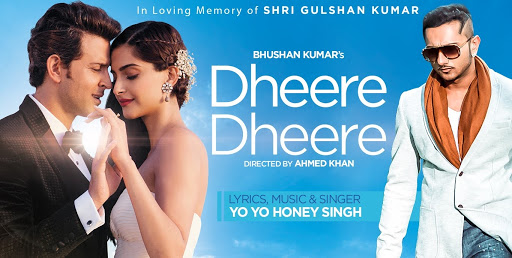 In Loving Memory of SHRI GULSHAN KUMAR
BHUSHAN KUMAR's
Dheere
Dheere
DIRECTED BY AHMED KHAN
LYRICS, MUSIC & SINGER
YO YO HONEY SINGH